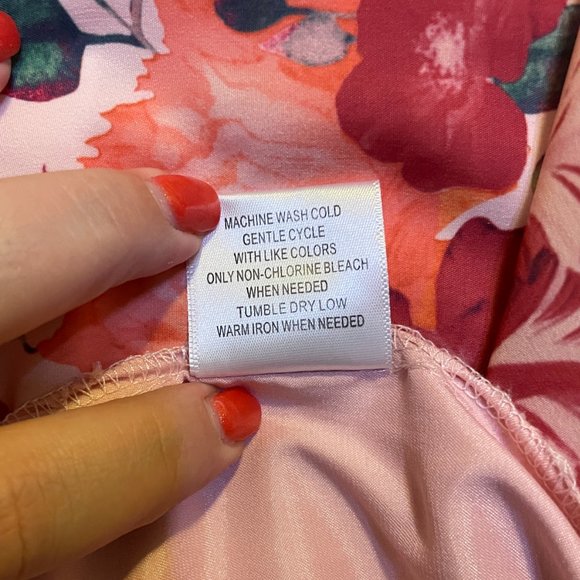 MACHINE WASH COLD
GENTLE CYCLE
WITH LIKE COLORS
ONLY NON-CHLORINE BLEACH
WHEN NEEDED
TUMBLE DRY LOW
WARM IRON WHEN NEEDED